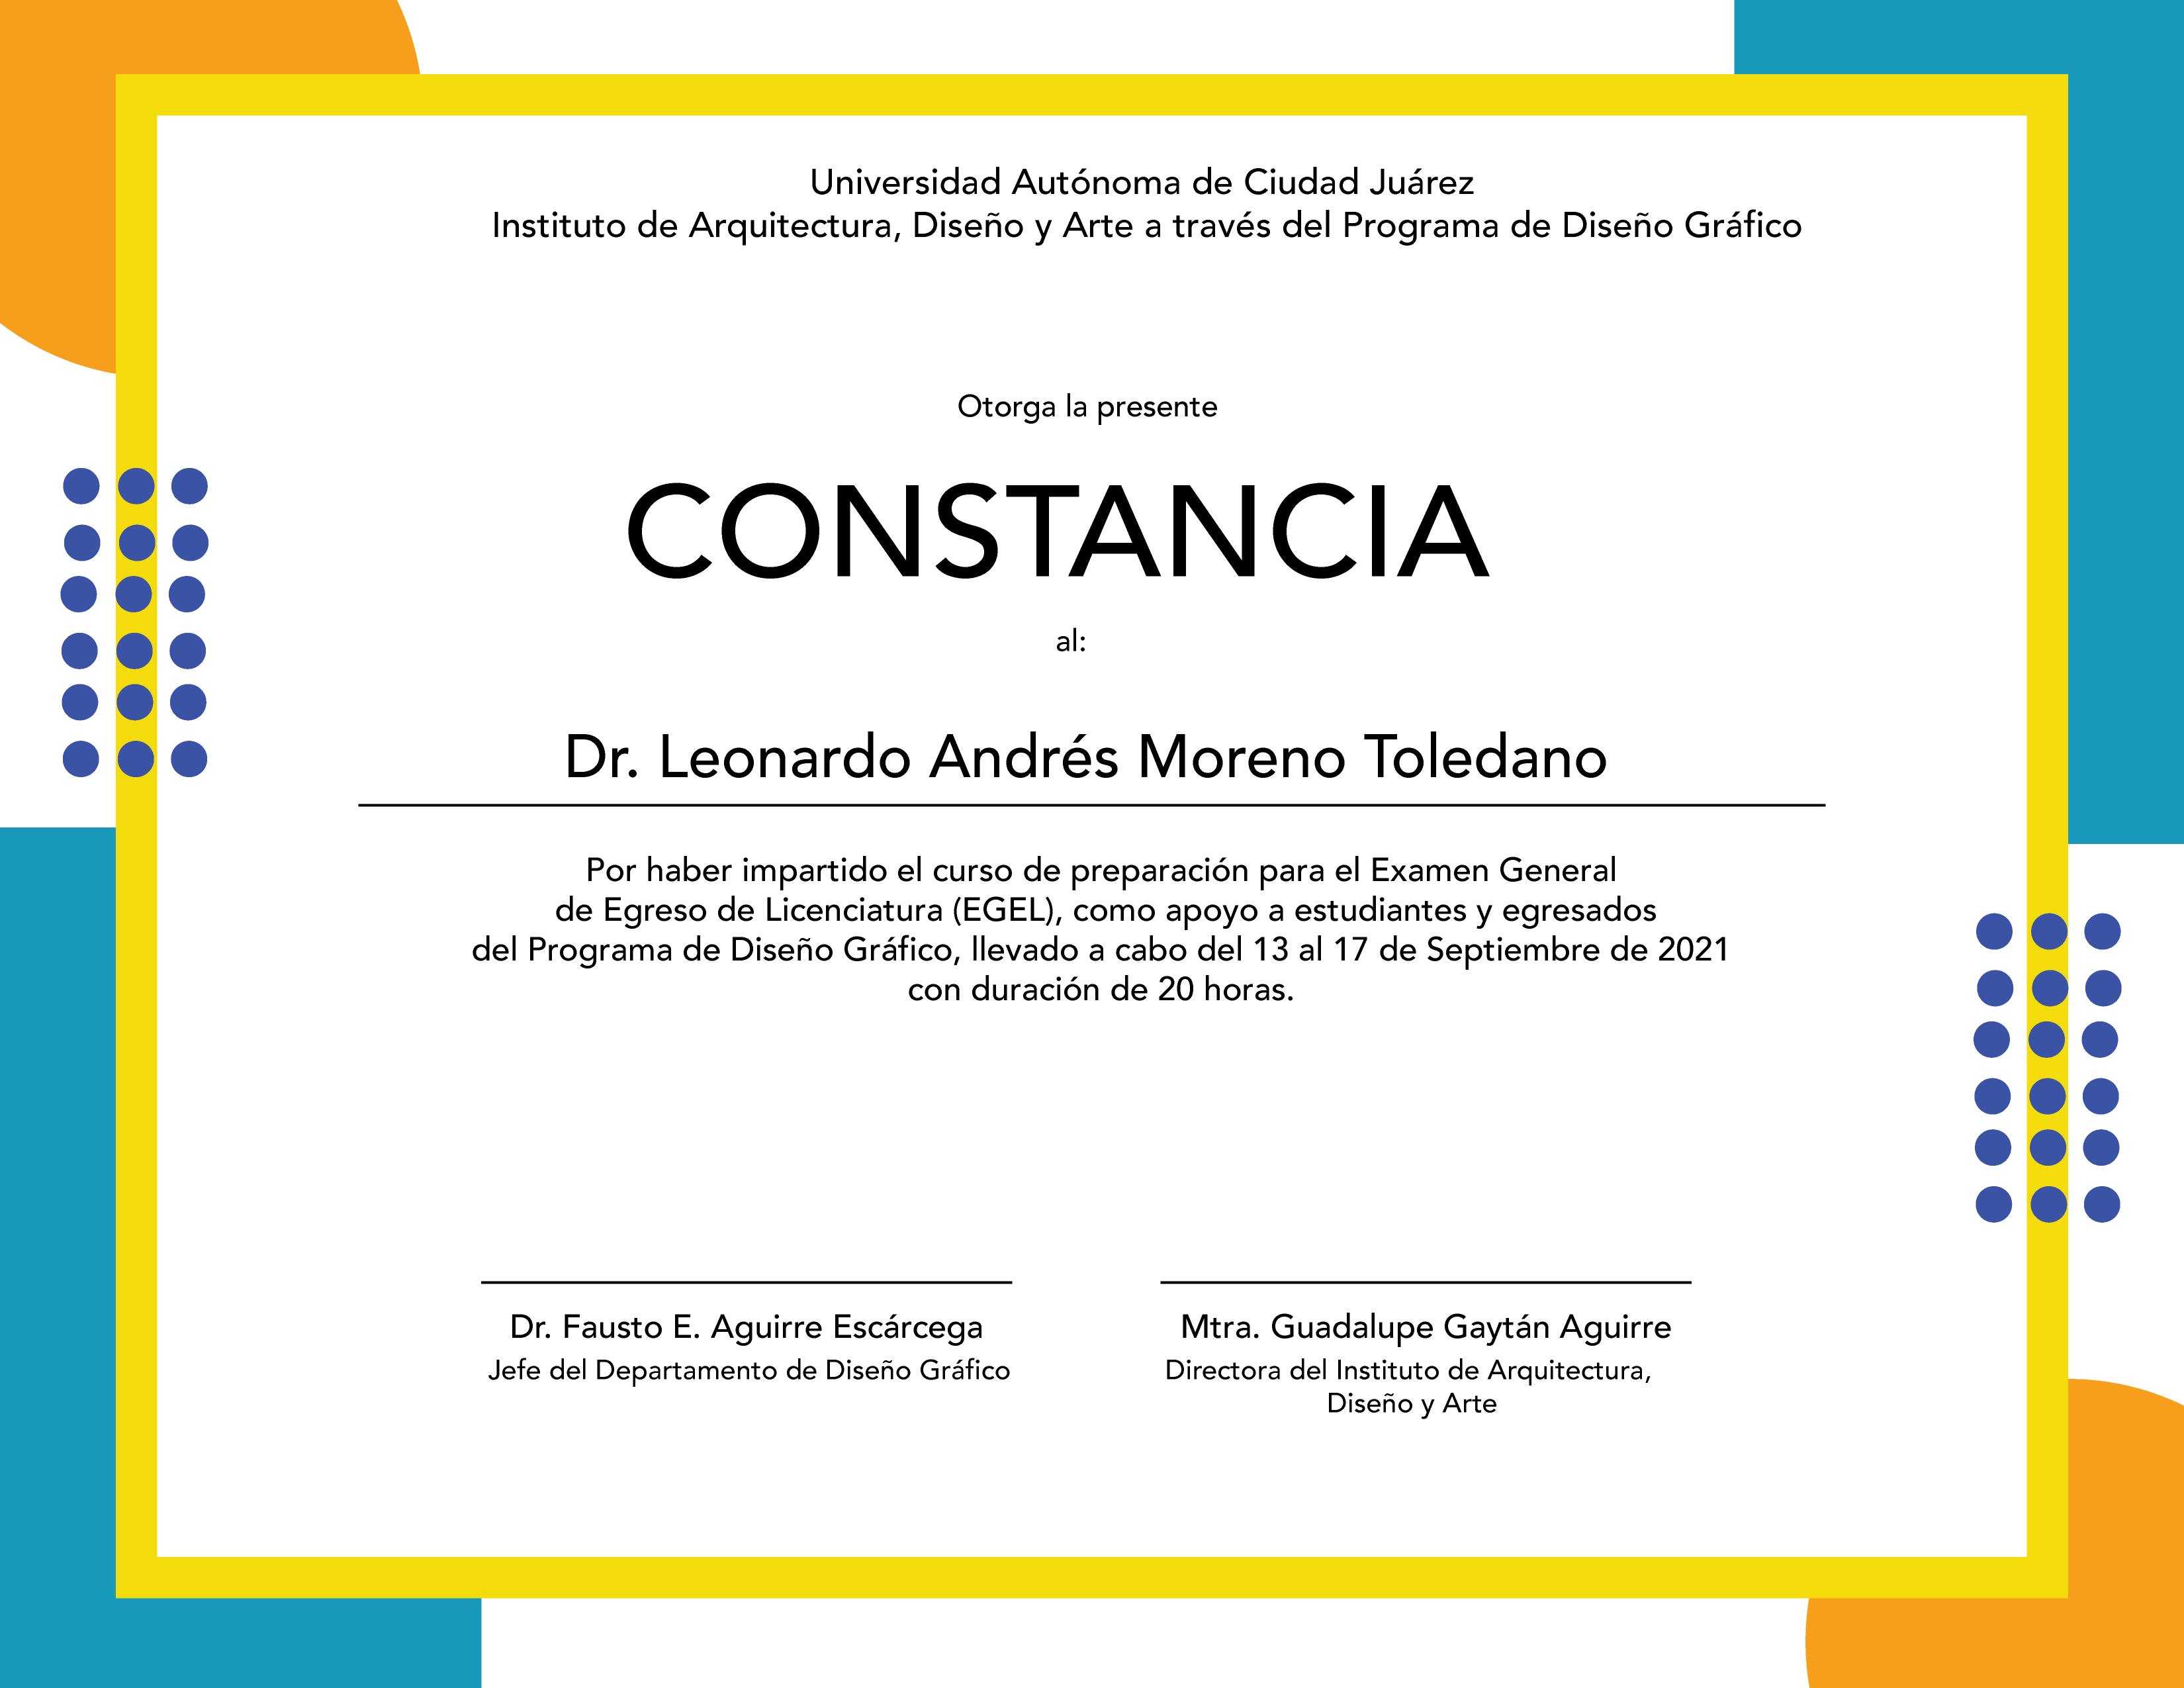 Universidad Autónoma de Ciudad Juárez
Instituto de Arquitectura, Diseño y Arte a través del Programa de Diseño Gráfico
Otorga la presente
CONSTANCIA
al:
Dr. Leonardo Andrés Moreno Toledano
Por haber impartido el curso de preparación para el Examen General
de Egreso de Licenciatura (EGEL), como apoyo a estudiantes y egresados
del Programa de Diseño Gráfico, llevado a cabo del 13 al 17 de Septiembre de 2021
con duración de 20 horas.
Dr. Fausto E. Aguirre Escárcega
Jefe del Departamento de Diseño Gráfico
Mtra. Guadalupe Gaytán Aguirre
Directora del Instituto de Arquitectura,
Diseño y Arte